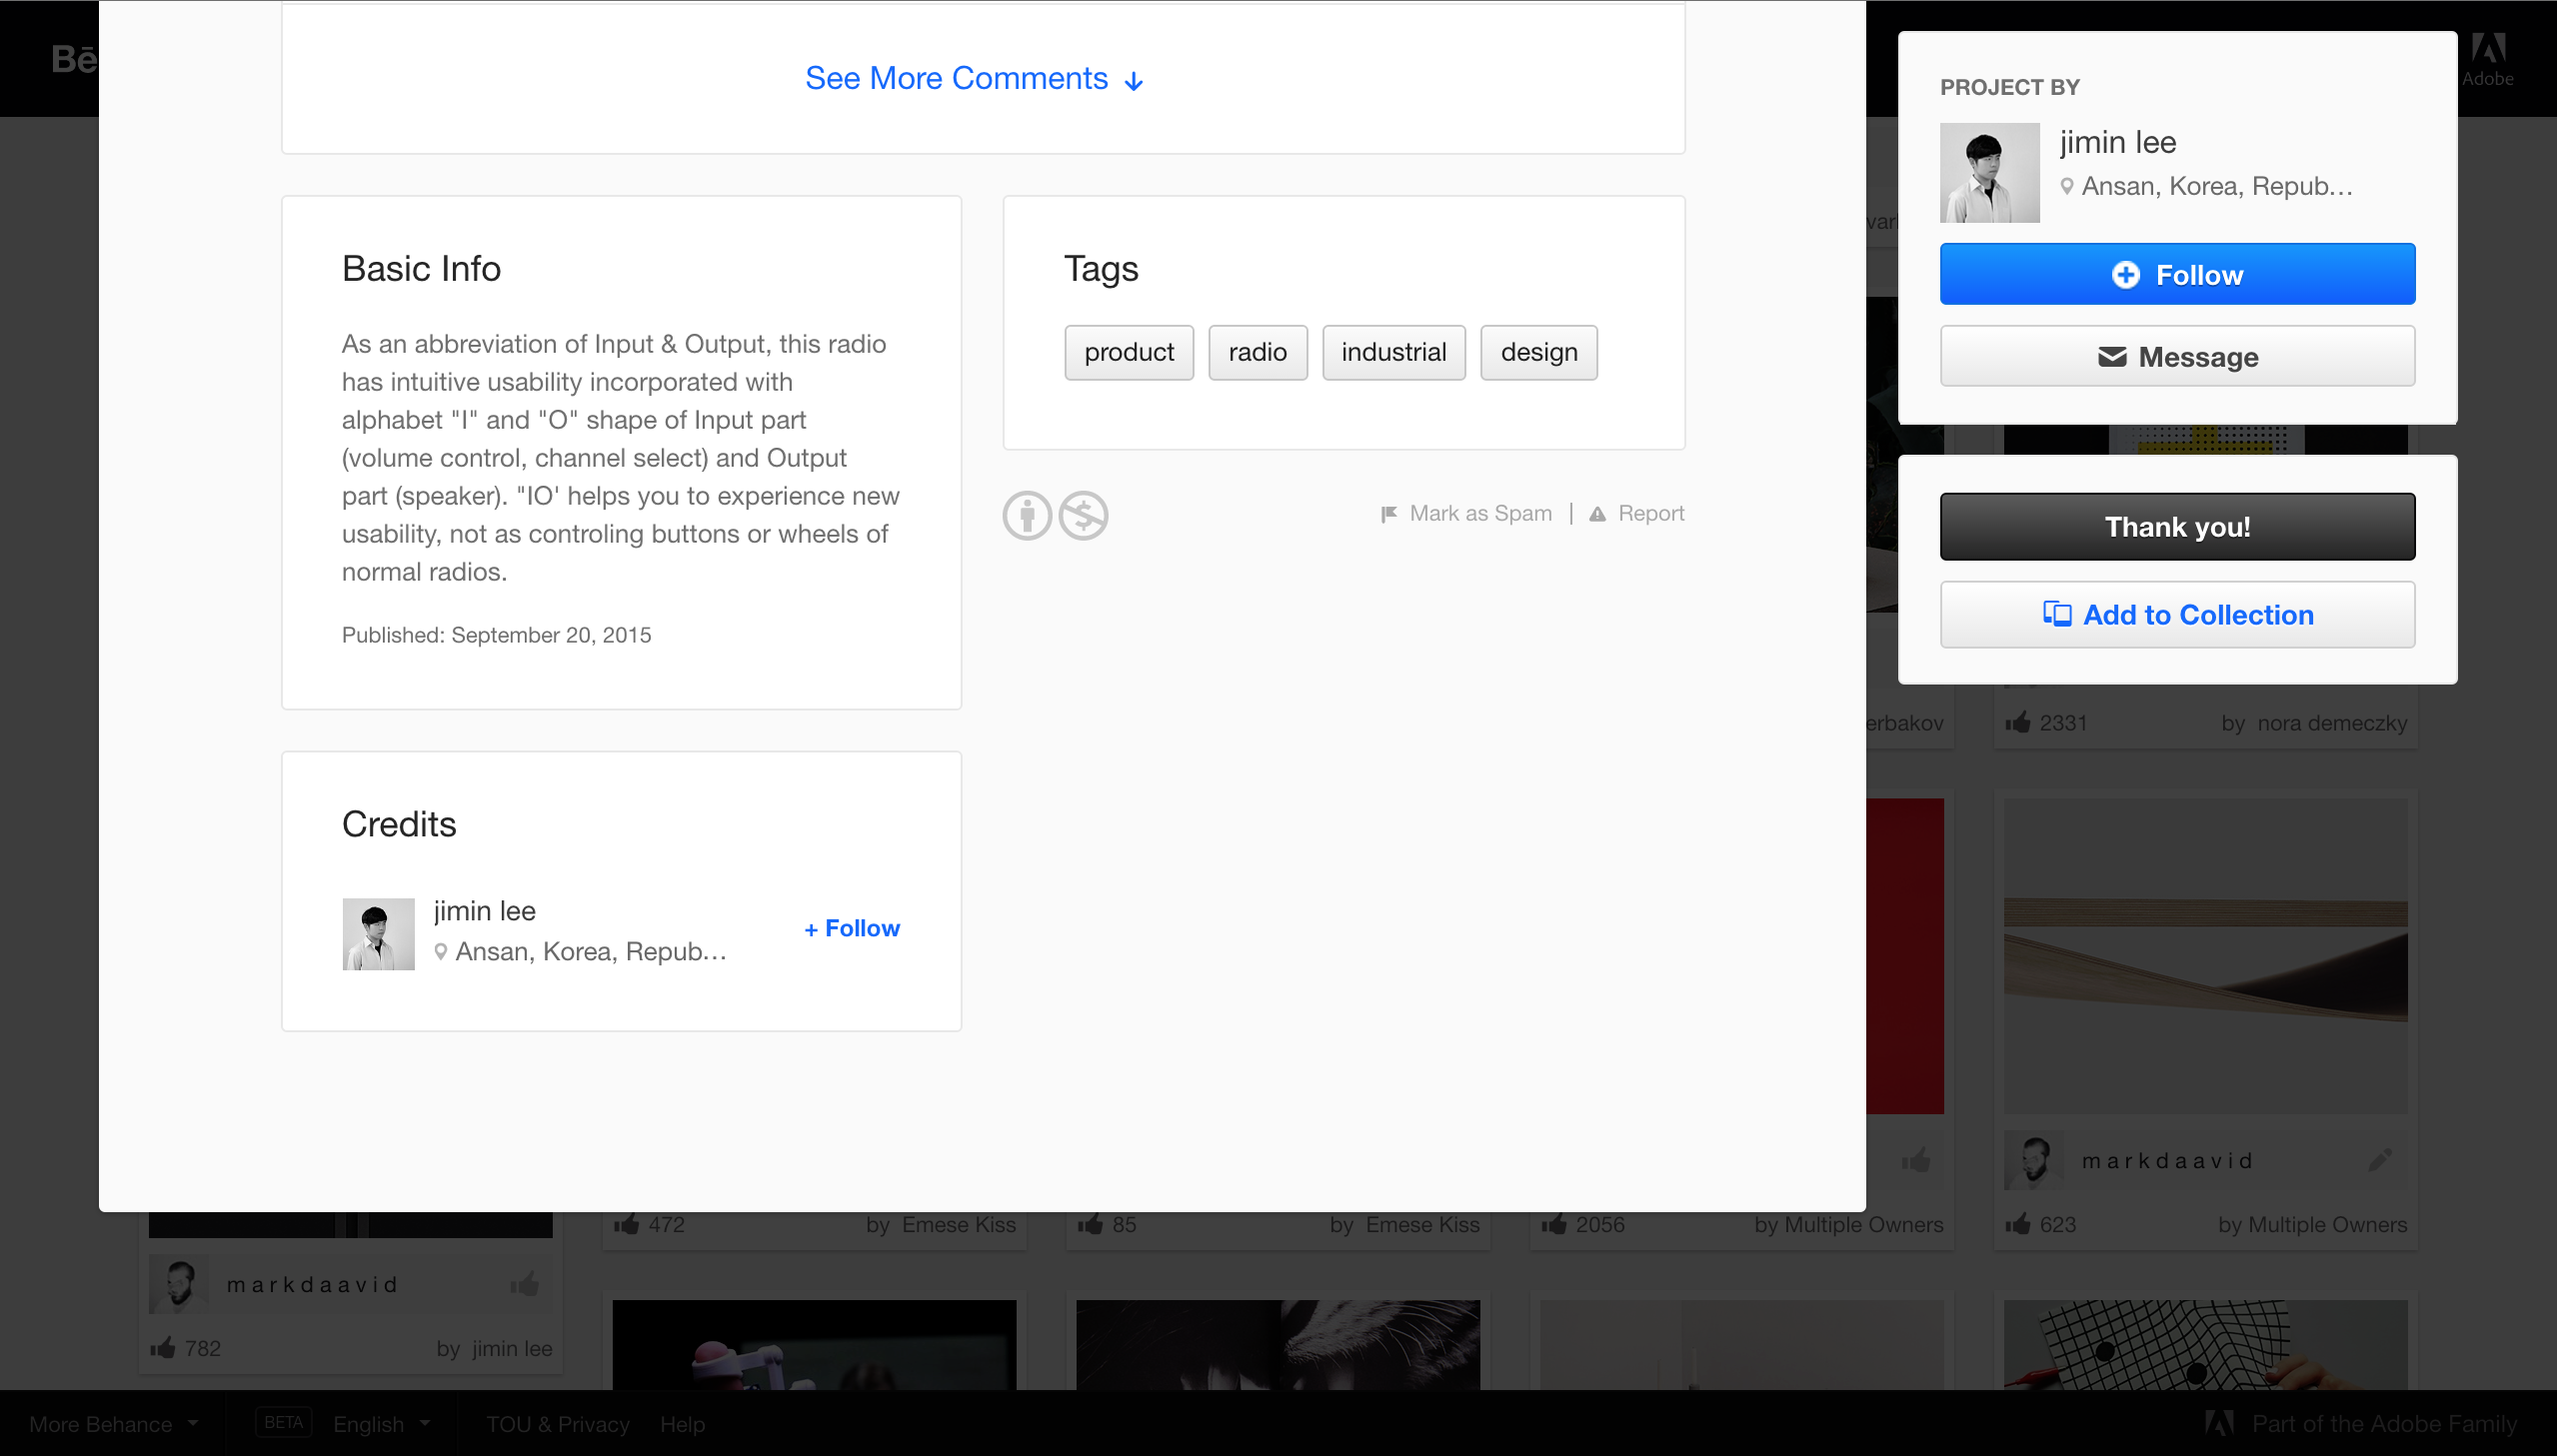 Bē
See More Comments
Basic Info
As an abbreviation of Input & Output, this radio
has intuitive usability incorporated with
alphabet "I" and "O" shape of Input part
(volume control, channel select) and Output
part (speaker). "IO' helps you to experience new
usability, not as controling buttons or wheels of
normal radios.
Published: September 20, 2015
Tags
product radio industrial design
Mark as Spam | Report
Credits
jimin lee
Ansan, Korea, Repub...
+ Follow
PROJECT BY
jimin lee
Ansan, Korea, Repub...
Follow
Message
Thank you!
Add to Collection
Adobe
erbakov
2331 by nora demeczky
markdaavid
472 by Emese Kiss
85 by Emese Kiss
2056 by Multiple Owners
623 by Multiple Owners
markdaavid
782 by jimin lee
More Behance BETA English TOU & Privacy Help
Part of the Adobe Family